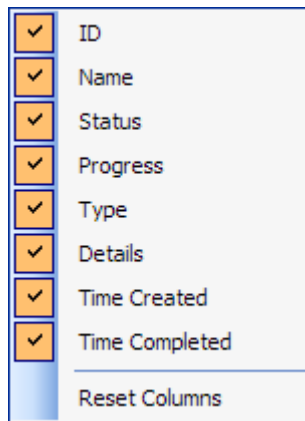 ID
Name
Status
Progress
Type
Details
Time Created
Time Completed
Reset Columns